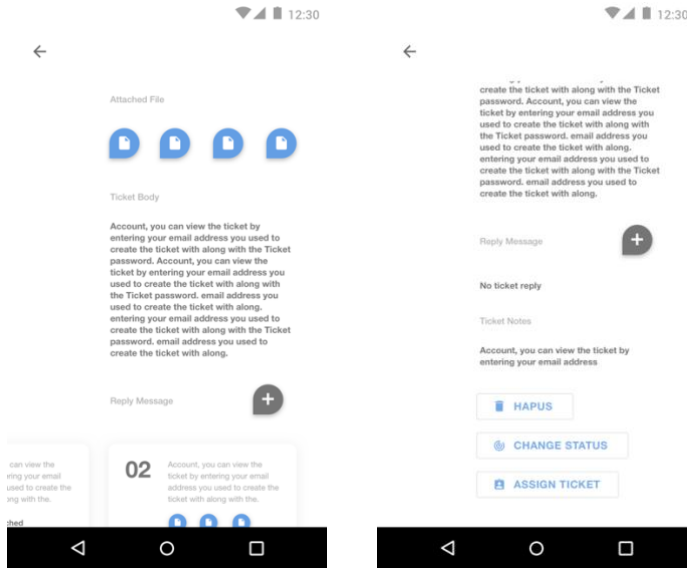 12:30
Attached File
Ticket Body
Account, you can view the ticket by
entering your email address you used to
create the ticket with along with the Ticket
password. Account, you can view the
ticket by entering your email address you
used to create the ticket with along with
the Ticket password. email address you
used to create the ticket with along.
entering your email address you used to
create the ticket with along with the Ticket
password. email address you used to
create the ticket with along.
Reply Message
can view the
ring your email
used to create the
ong with the.
ched
02
Account, you can view the
ticket by entering your email
address you used to create the
ticket with along with the.
12:30
create the ticket with along with the Ticket
password. Account, you can view the
ticket by entering your email address you
used to create the ticket with along with
the Ticket password. email address you
used to create the ticket with along.
entering your email address you used to
create the ticket with along with the Ticket
password. email address you used to
create the ticket with along.
Reply Message
No ticket reply
Ticket Notes
Account, you can view the ticket by
entering your email address
HAPUS
CHANGE STATUS
ASSIGN TICKET